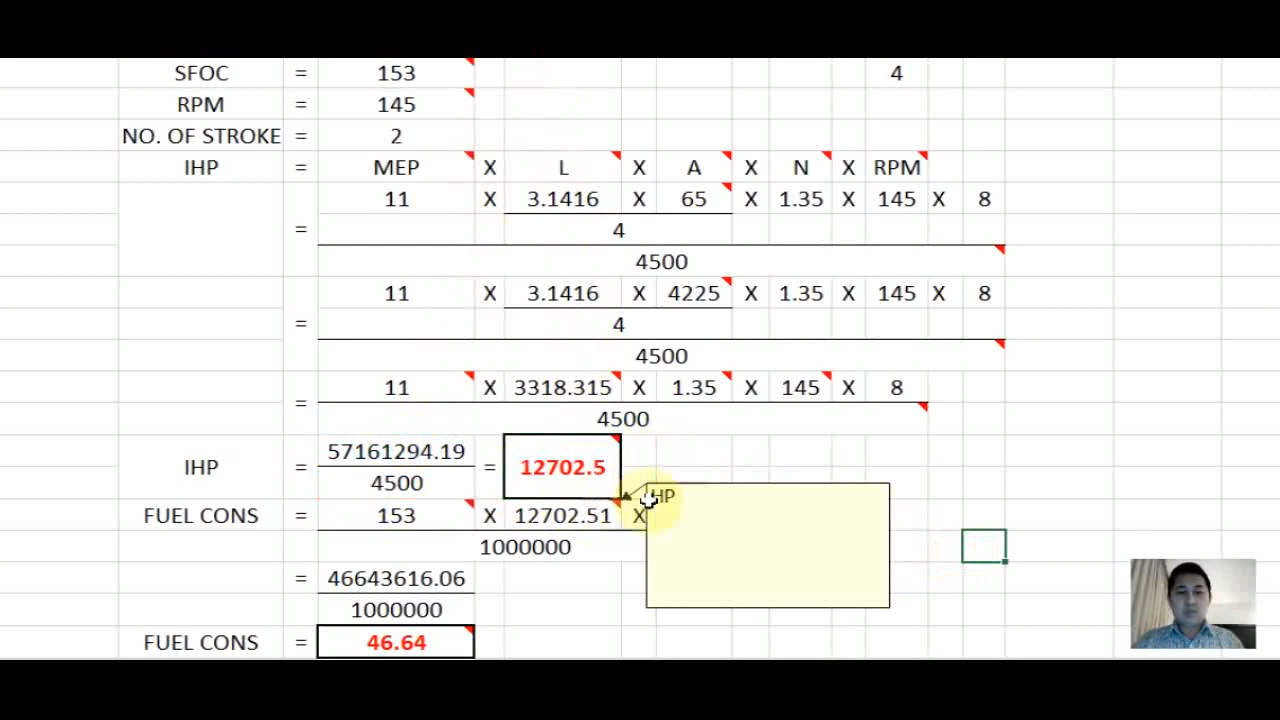 SFOC = 153 4
RPM = 145
NO. OF STROKE = 2
IHP = MEP X L X A X N X RPM
11 X 3.1416 X 65 X 1.35 X 145 X 8
= 4
4500
11 X 3.1416 X 4225 X 1.35 X 145 X 8
= 4
4500
= 11 X 3318.315 X 1.35 X 145 X 8
4500
57161294.19
IHP = = 12702.5
4500
HP
FUEL CONS = 153 X 12702.51 X
1000000
= 46643616.06
1000000
FUEL CONS = 46.64